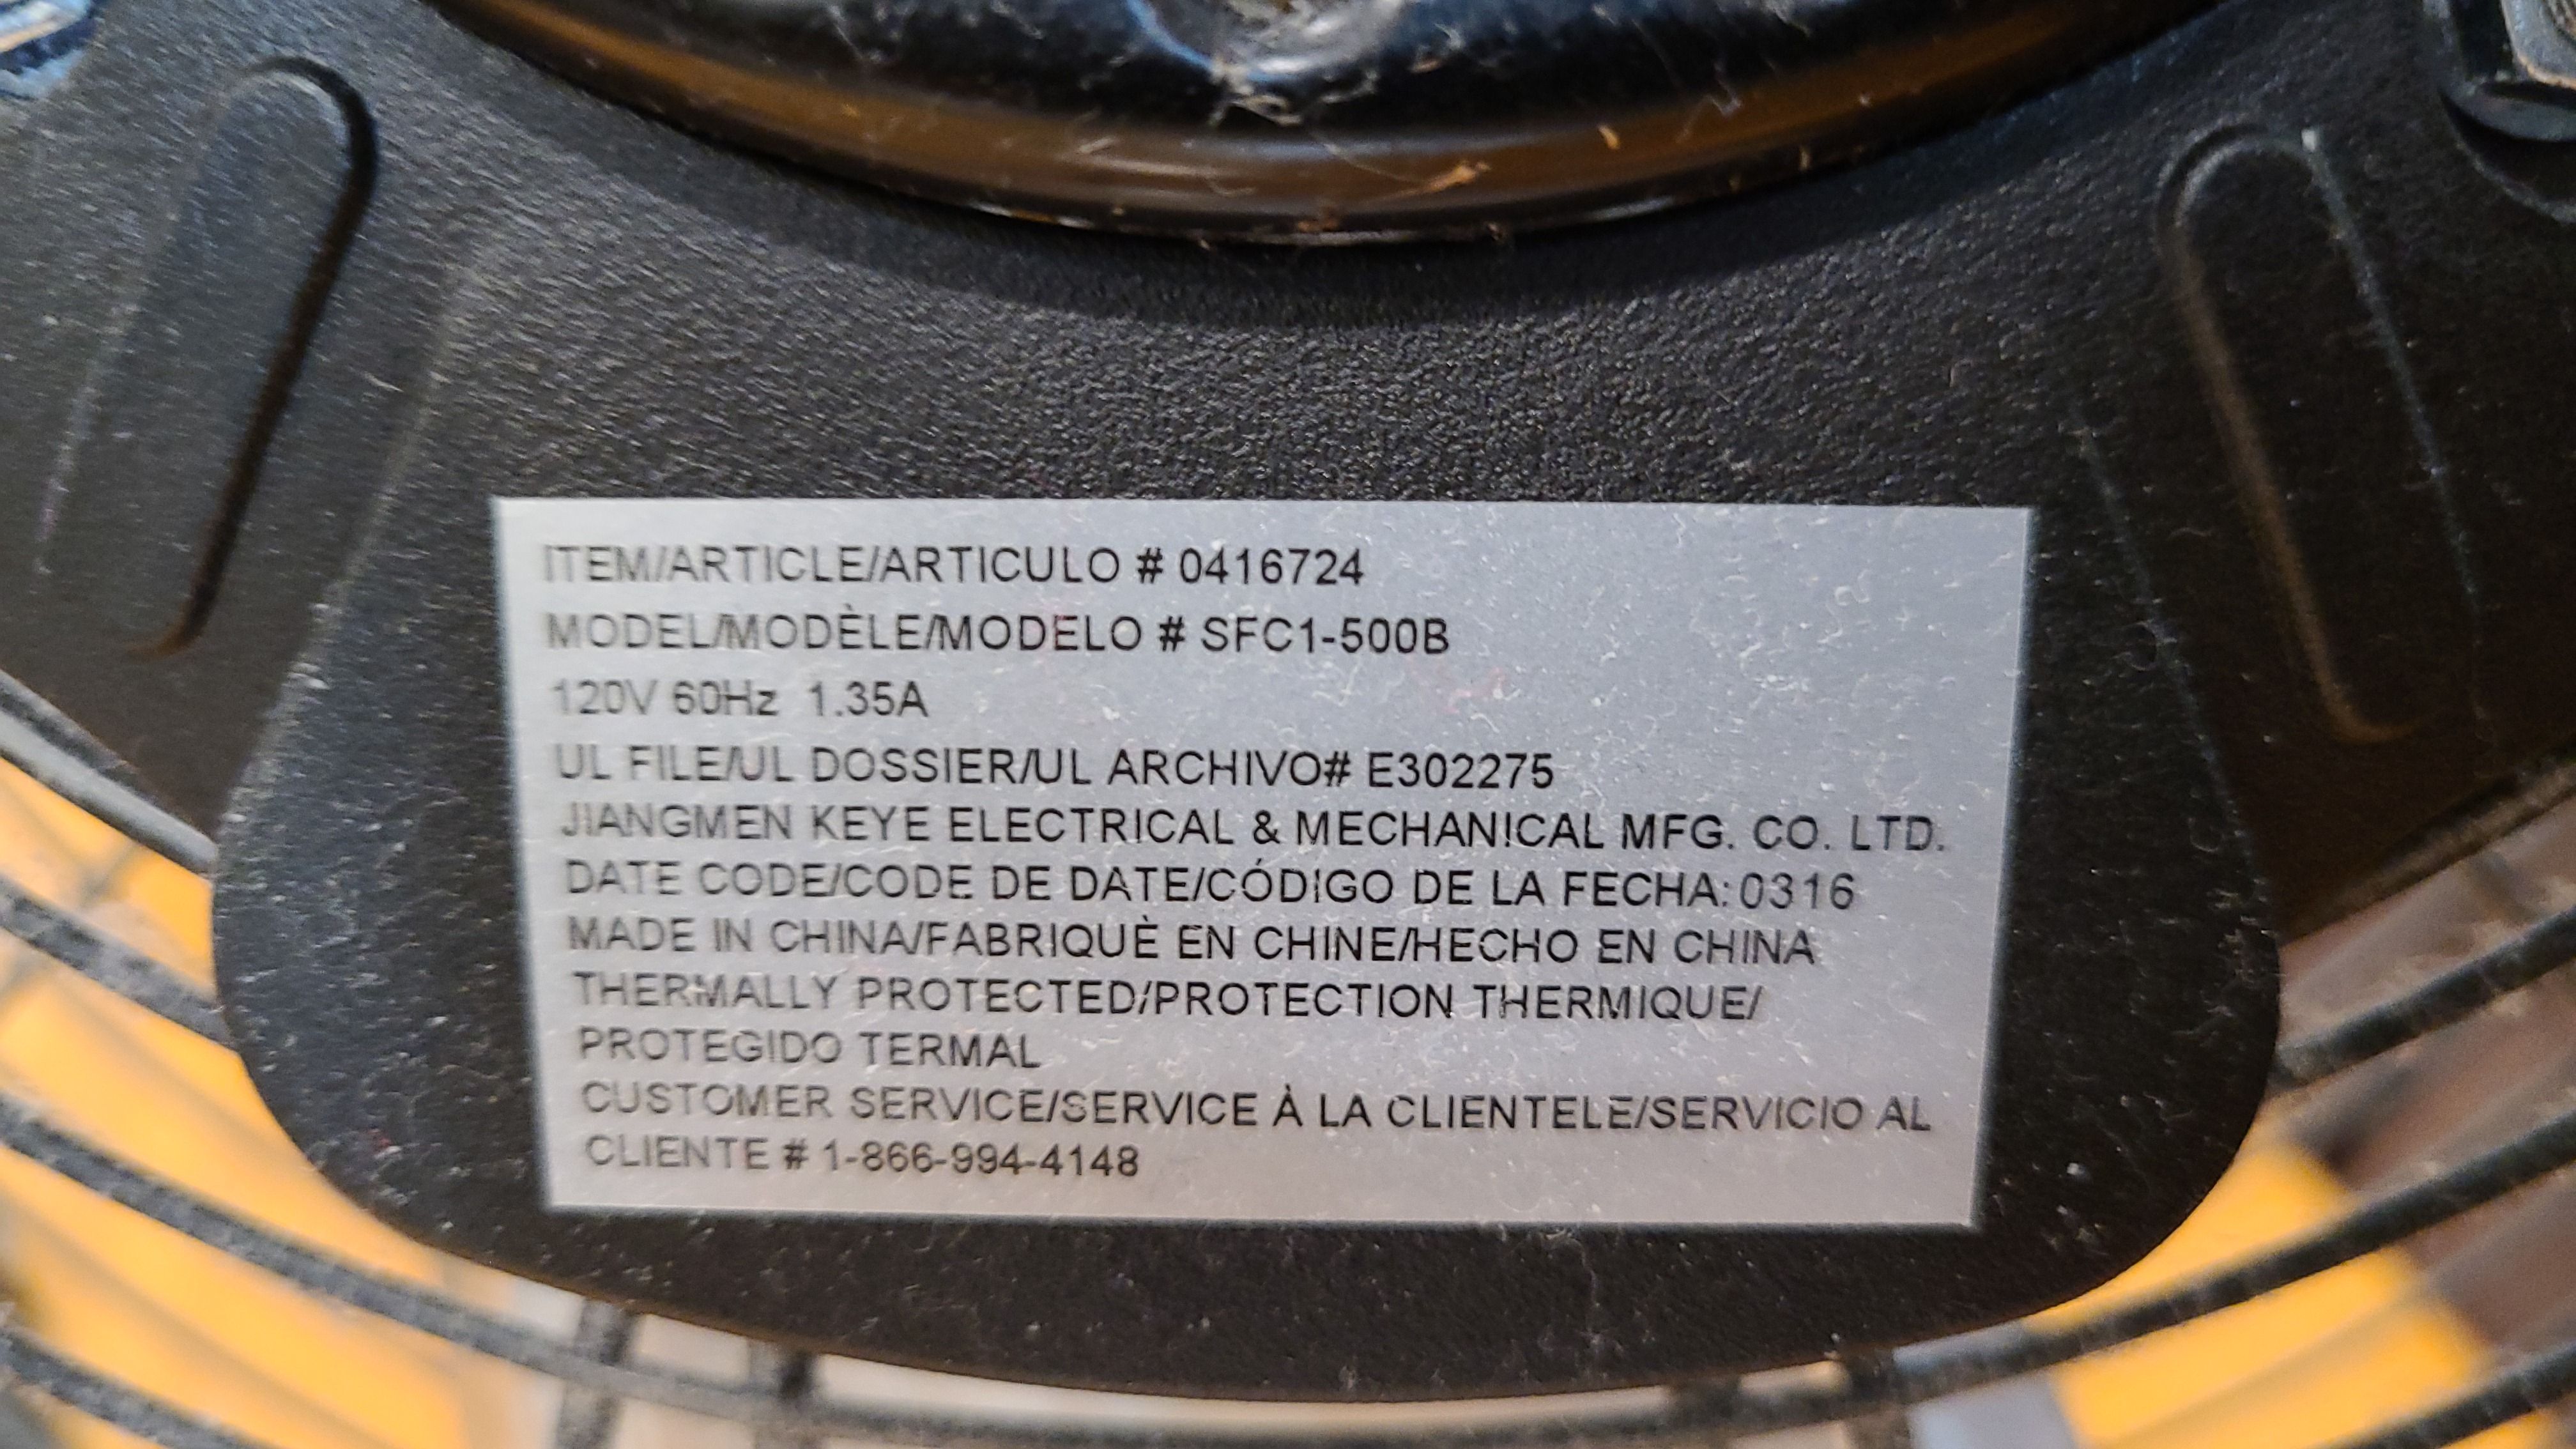 ITEM/ARTICLE/ARTICULO # 0416724
MODEL/MODÈLE/MODELO # SFC1-500B
120V 60Hz 1.35A
UL FILE/UL DOSSIER/UL ARCHIVO# E302275
JIANGMEN KEYE ELECTRICAL & MECHANICAL MFG. CO. LTD.
DATE CODE/CODE DE DATE/CÓDIGO DE LA FECHA: 0316
MADE IN CHINA/FABRIQUÈ EN CHINE/HECHO EN CHINA
THERMALLY PROTECTED/PROTECTION THERMIQUE/
PROTEGIDO TERMAL
CUSTOMER SERVICE/SERVICE À LA CLIENTELE/SERVICIO AL
CLIENTE # 1-866-994-4148